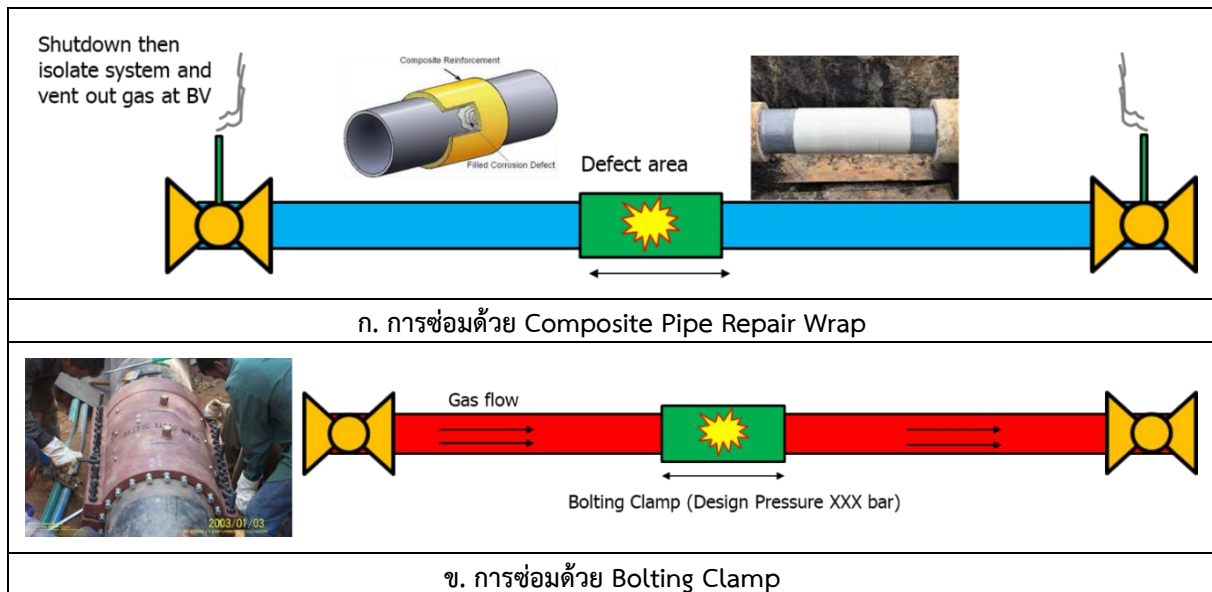 Shutdown then
isolate system and
vent out gas at BV
Composite Reinforcement
Filled Corrosion Defect
Defect area
ก. การซ่อมด้วย Composite Pipe Repair Wrap
Gas flow
Bolting Clamp (Design Pressure XXX bar)
2003/01/03
ข. การซ่อมด้วย Bolting Clamp